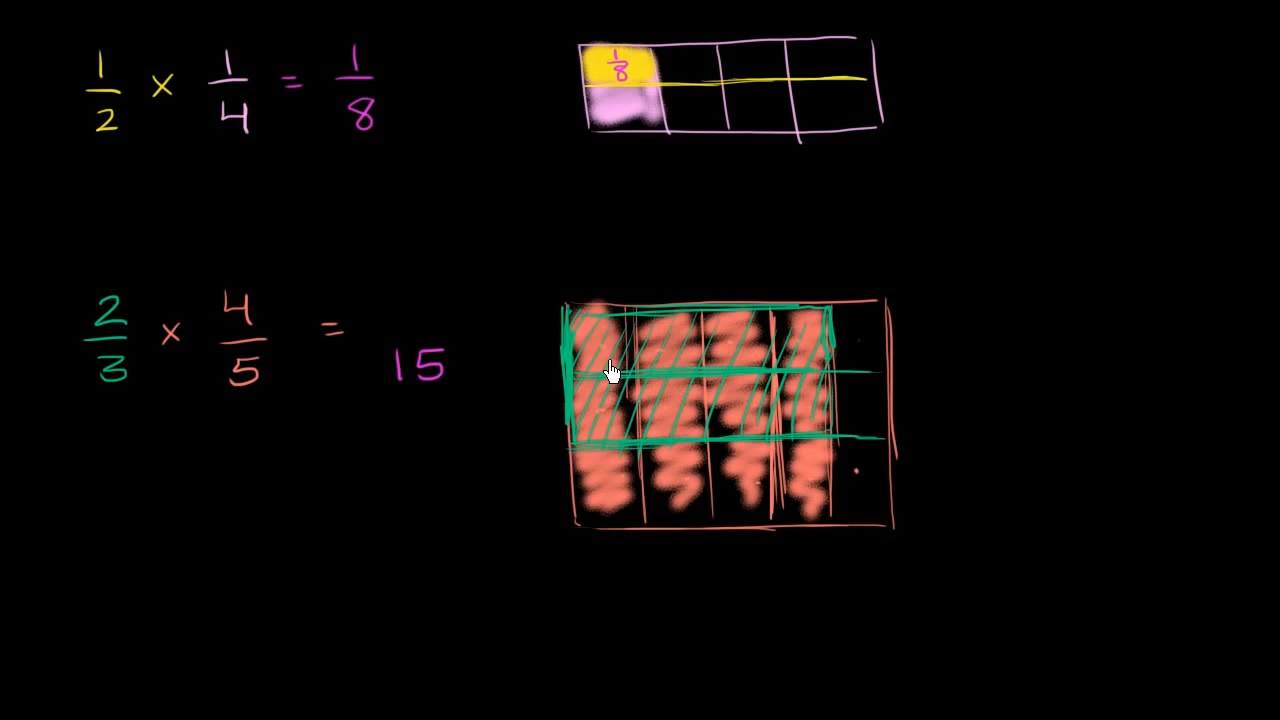 1/2 × 1/4 = 1/8
1/8
2/3 × 4/5 =
15